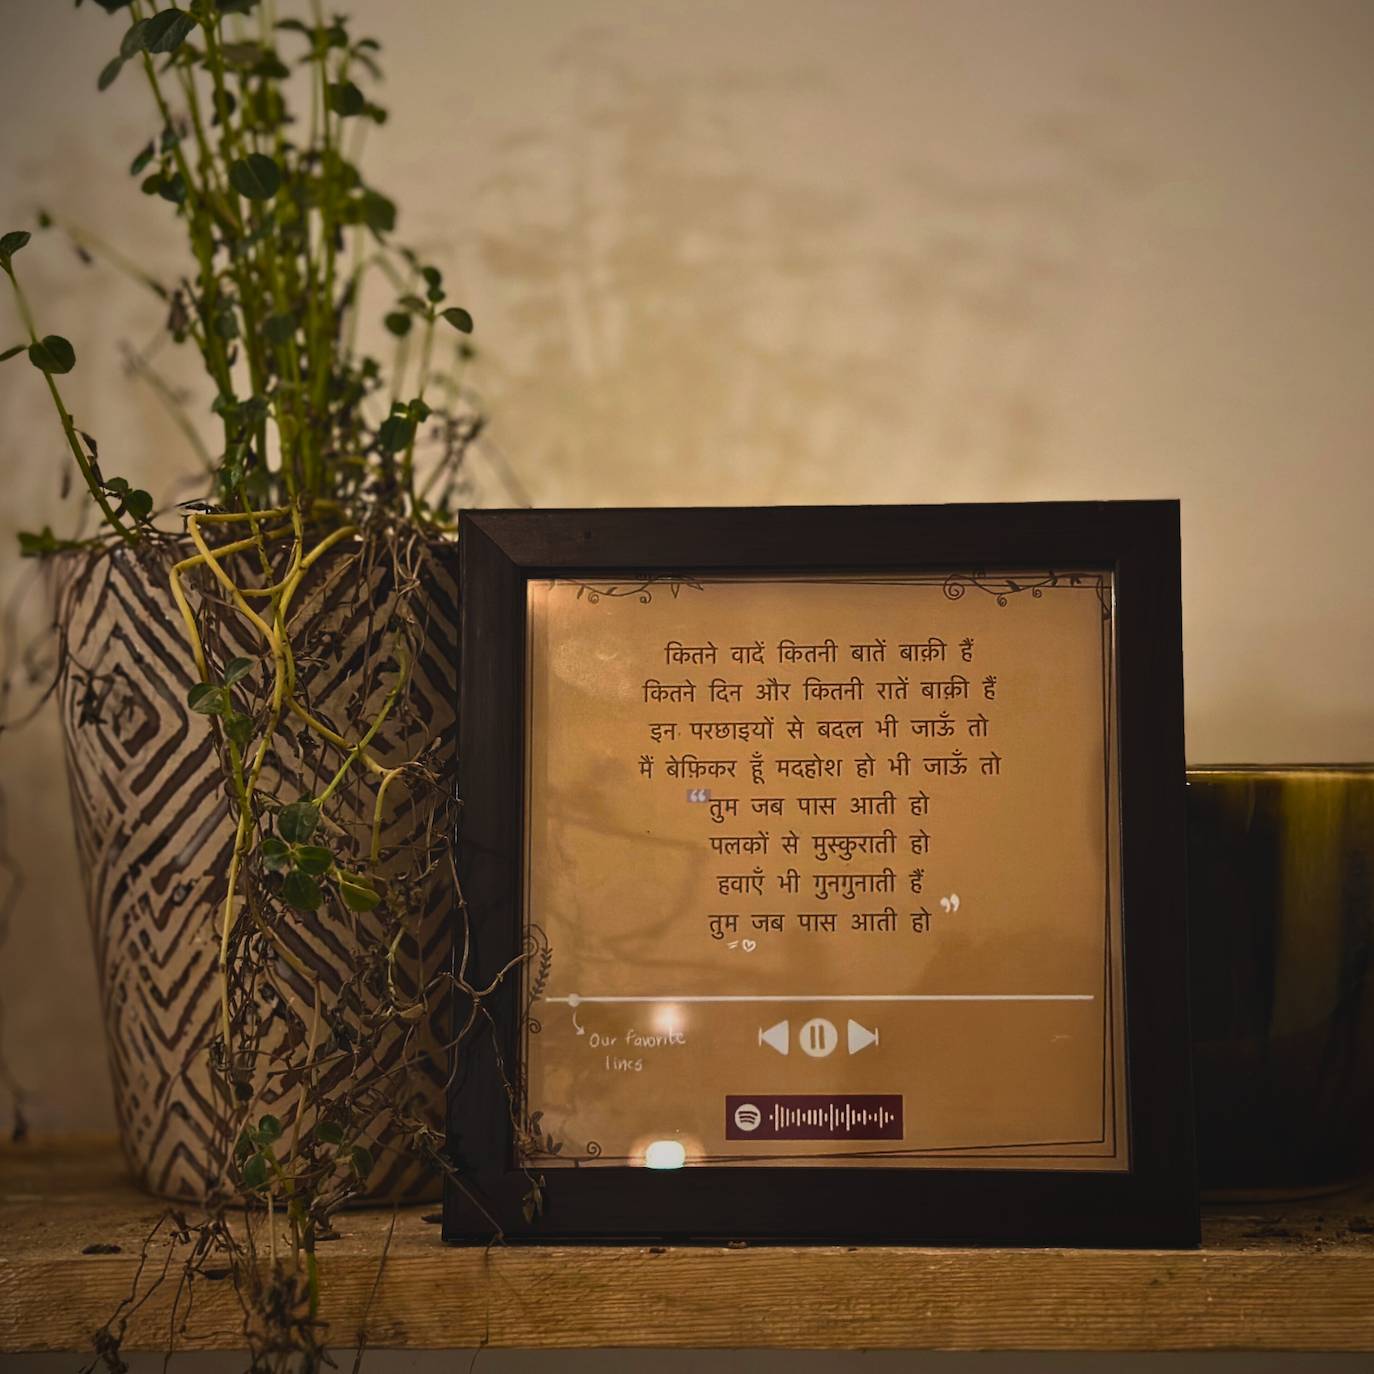 कितने वादें कितनी बातें बाक़ी हैं
कितने दिन और कितनी रातें बाक़ी हैं
इन परछाइयों से बदल भी जाऊँ तो
मैं बेफ़िकर हूँ मदहोश हो भी जाऊँ तो
“तुम जब पास आती हो
पलकों से मुस्कुराती हो
हवाएँ भी गुनगुनाती हैं
तुम जब पास आती हो”
Our favorite
lines